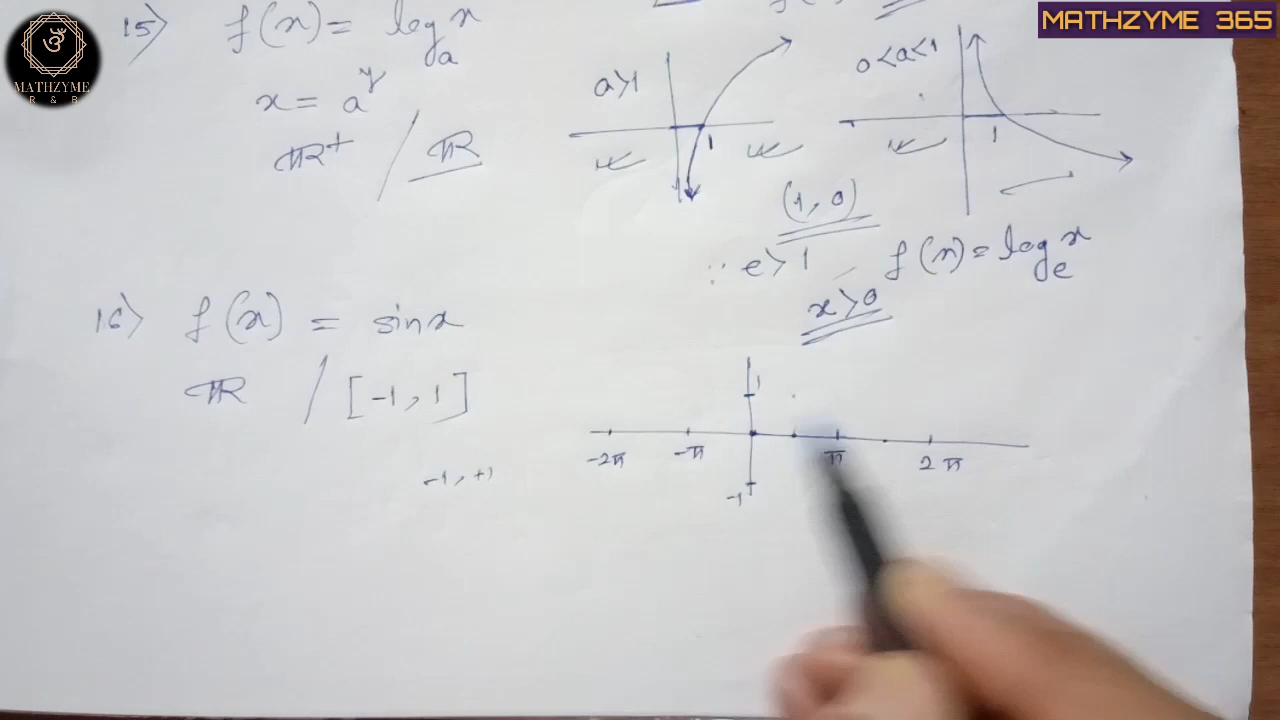 MATHZYME 365
ॐ
MATHZYME
R & B
15) f(x) = log_a x
x = a^y
ℝ+ / ℝ
a>1
1
0<a<1
1
(1, 0)
∵ e>1 f(x) = log_e x
x>0
16) f(x) = sinx
ℝ / [-1, 1]
-1, +1
1
-2π -π π 2π
-1